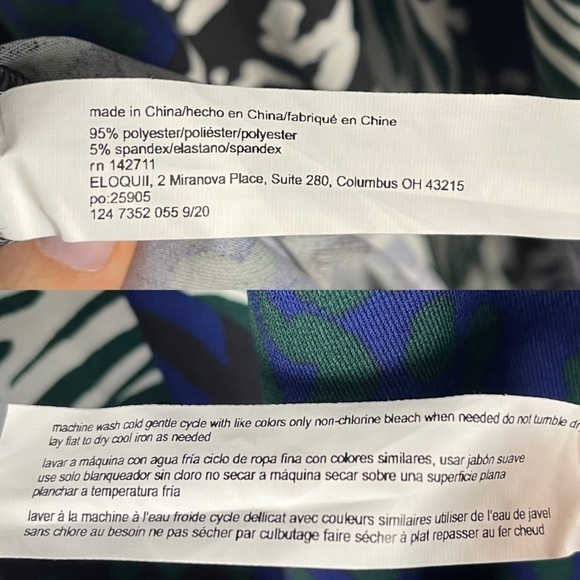 made in China/hecho en China/fabriqué en Chine
95% polyester/poliéster/polyester
5% spandex/elastano/spandex
rn 142711
ELOQUII, 2 Miranova Place, Suite 280, Columbus OH 43215
po:25905
124 7352 055 9/20
machine wash cold gentle cycle with like colors only non-chlorine bleach when needed do not tumble dr
lay flat to dry cool iron as needed
lavar a máquina con agua fría ciclo de ropa fina con colores similares, usar jabón suave
use solo blanqueador sin cloro no secar a máquina secar sobre una superficie plana
planchar a temperatura fría
laver à la machine à l'eau froide cycle dellicat avec couleurs similaires utiliser de l'eau de javel
sans chlore au besoin ne pas sécher par culbutage faire sécher à plat repasser au fer cheud